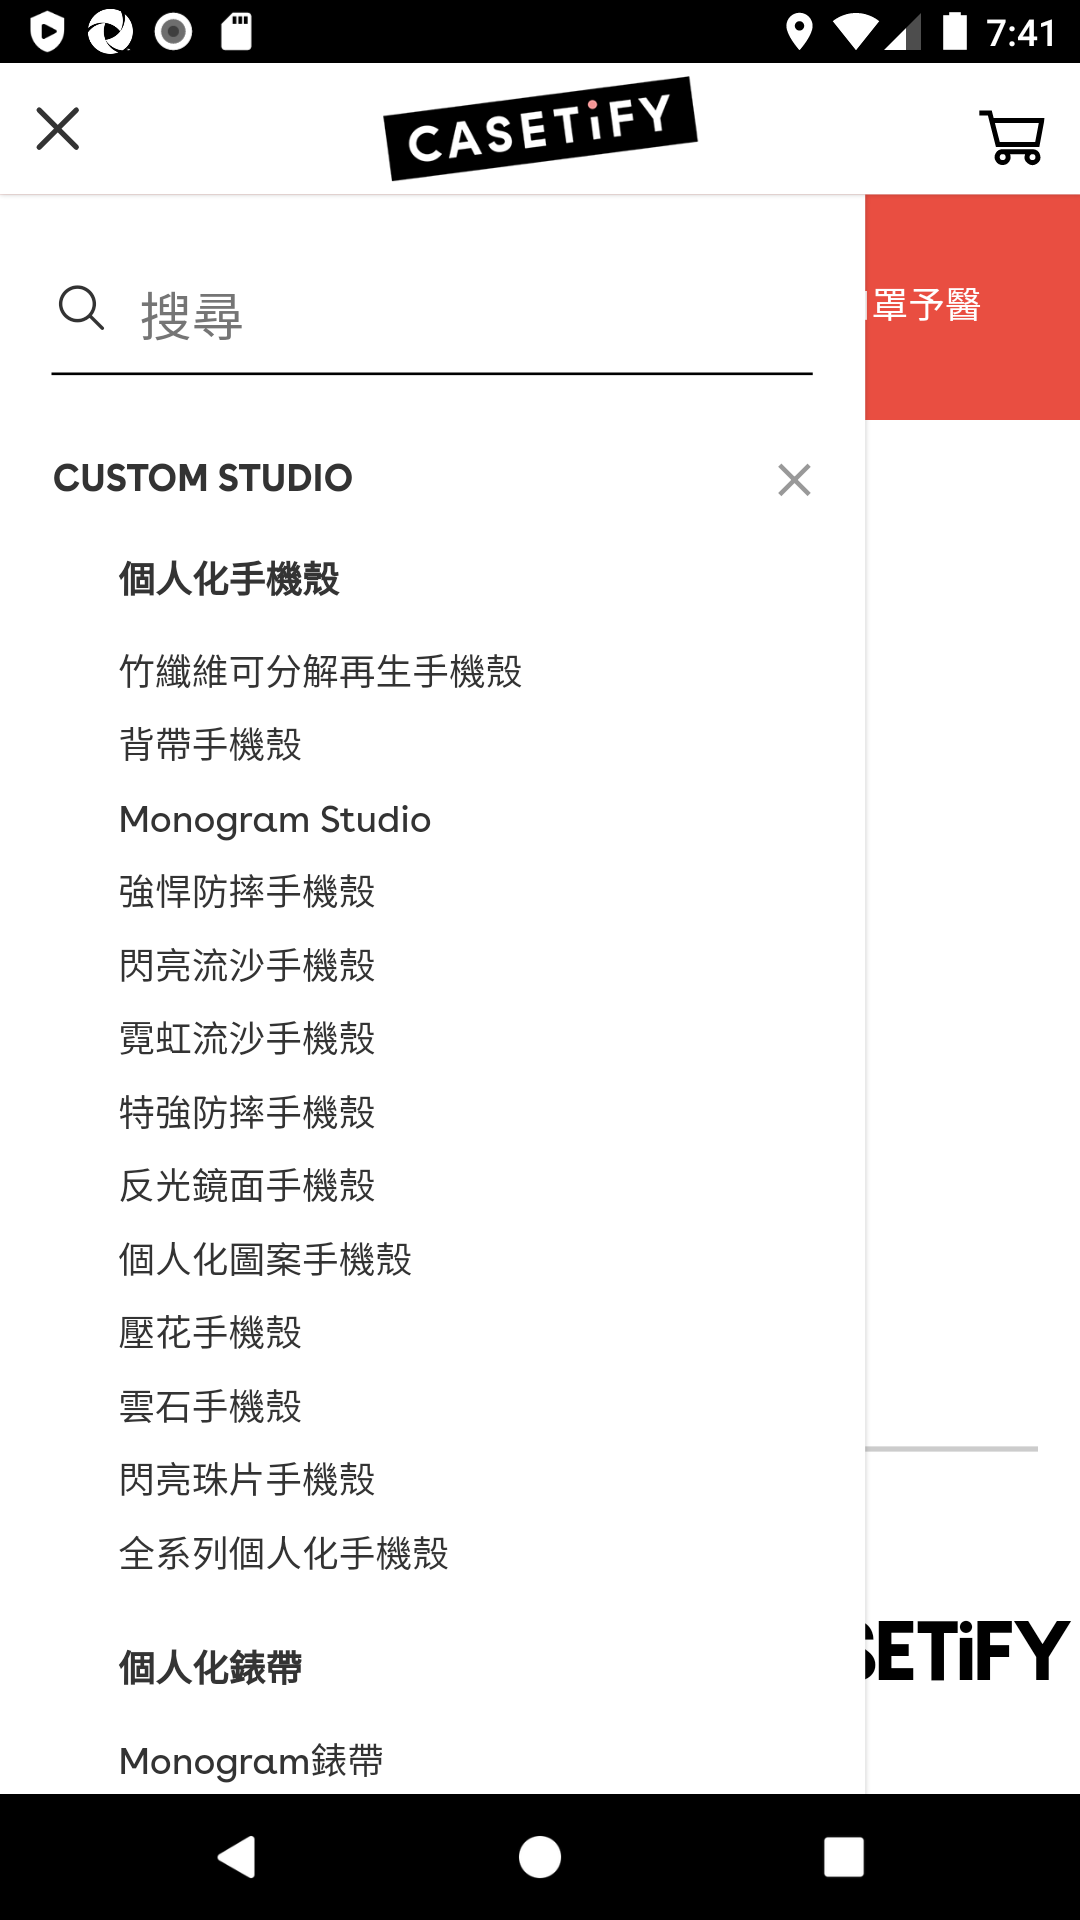 7:41
CASETiFY
搜尋
罩予醫
CUSTOM STUDIO
個人化手機殼
竹纖維可分解再生手機殼
背帶手機殼
Monogram Studio
強悍防摔手機殼
閃亮流沙手機殼
霓虹流沙手機殼
特強防摔手機殼
反光鏡面手機殼
個人化圖案手機殼
壓花手機殼
雲石手機殼
閃亮珠片手機殼
全系列個人化手機殼
SETiFY
個人化錶帶
Monogram錶帶